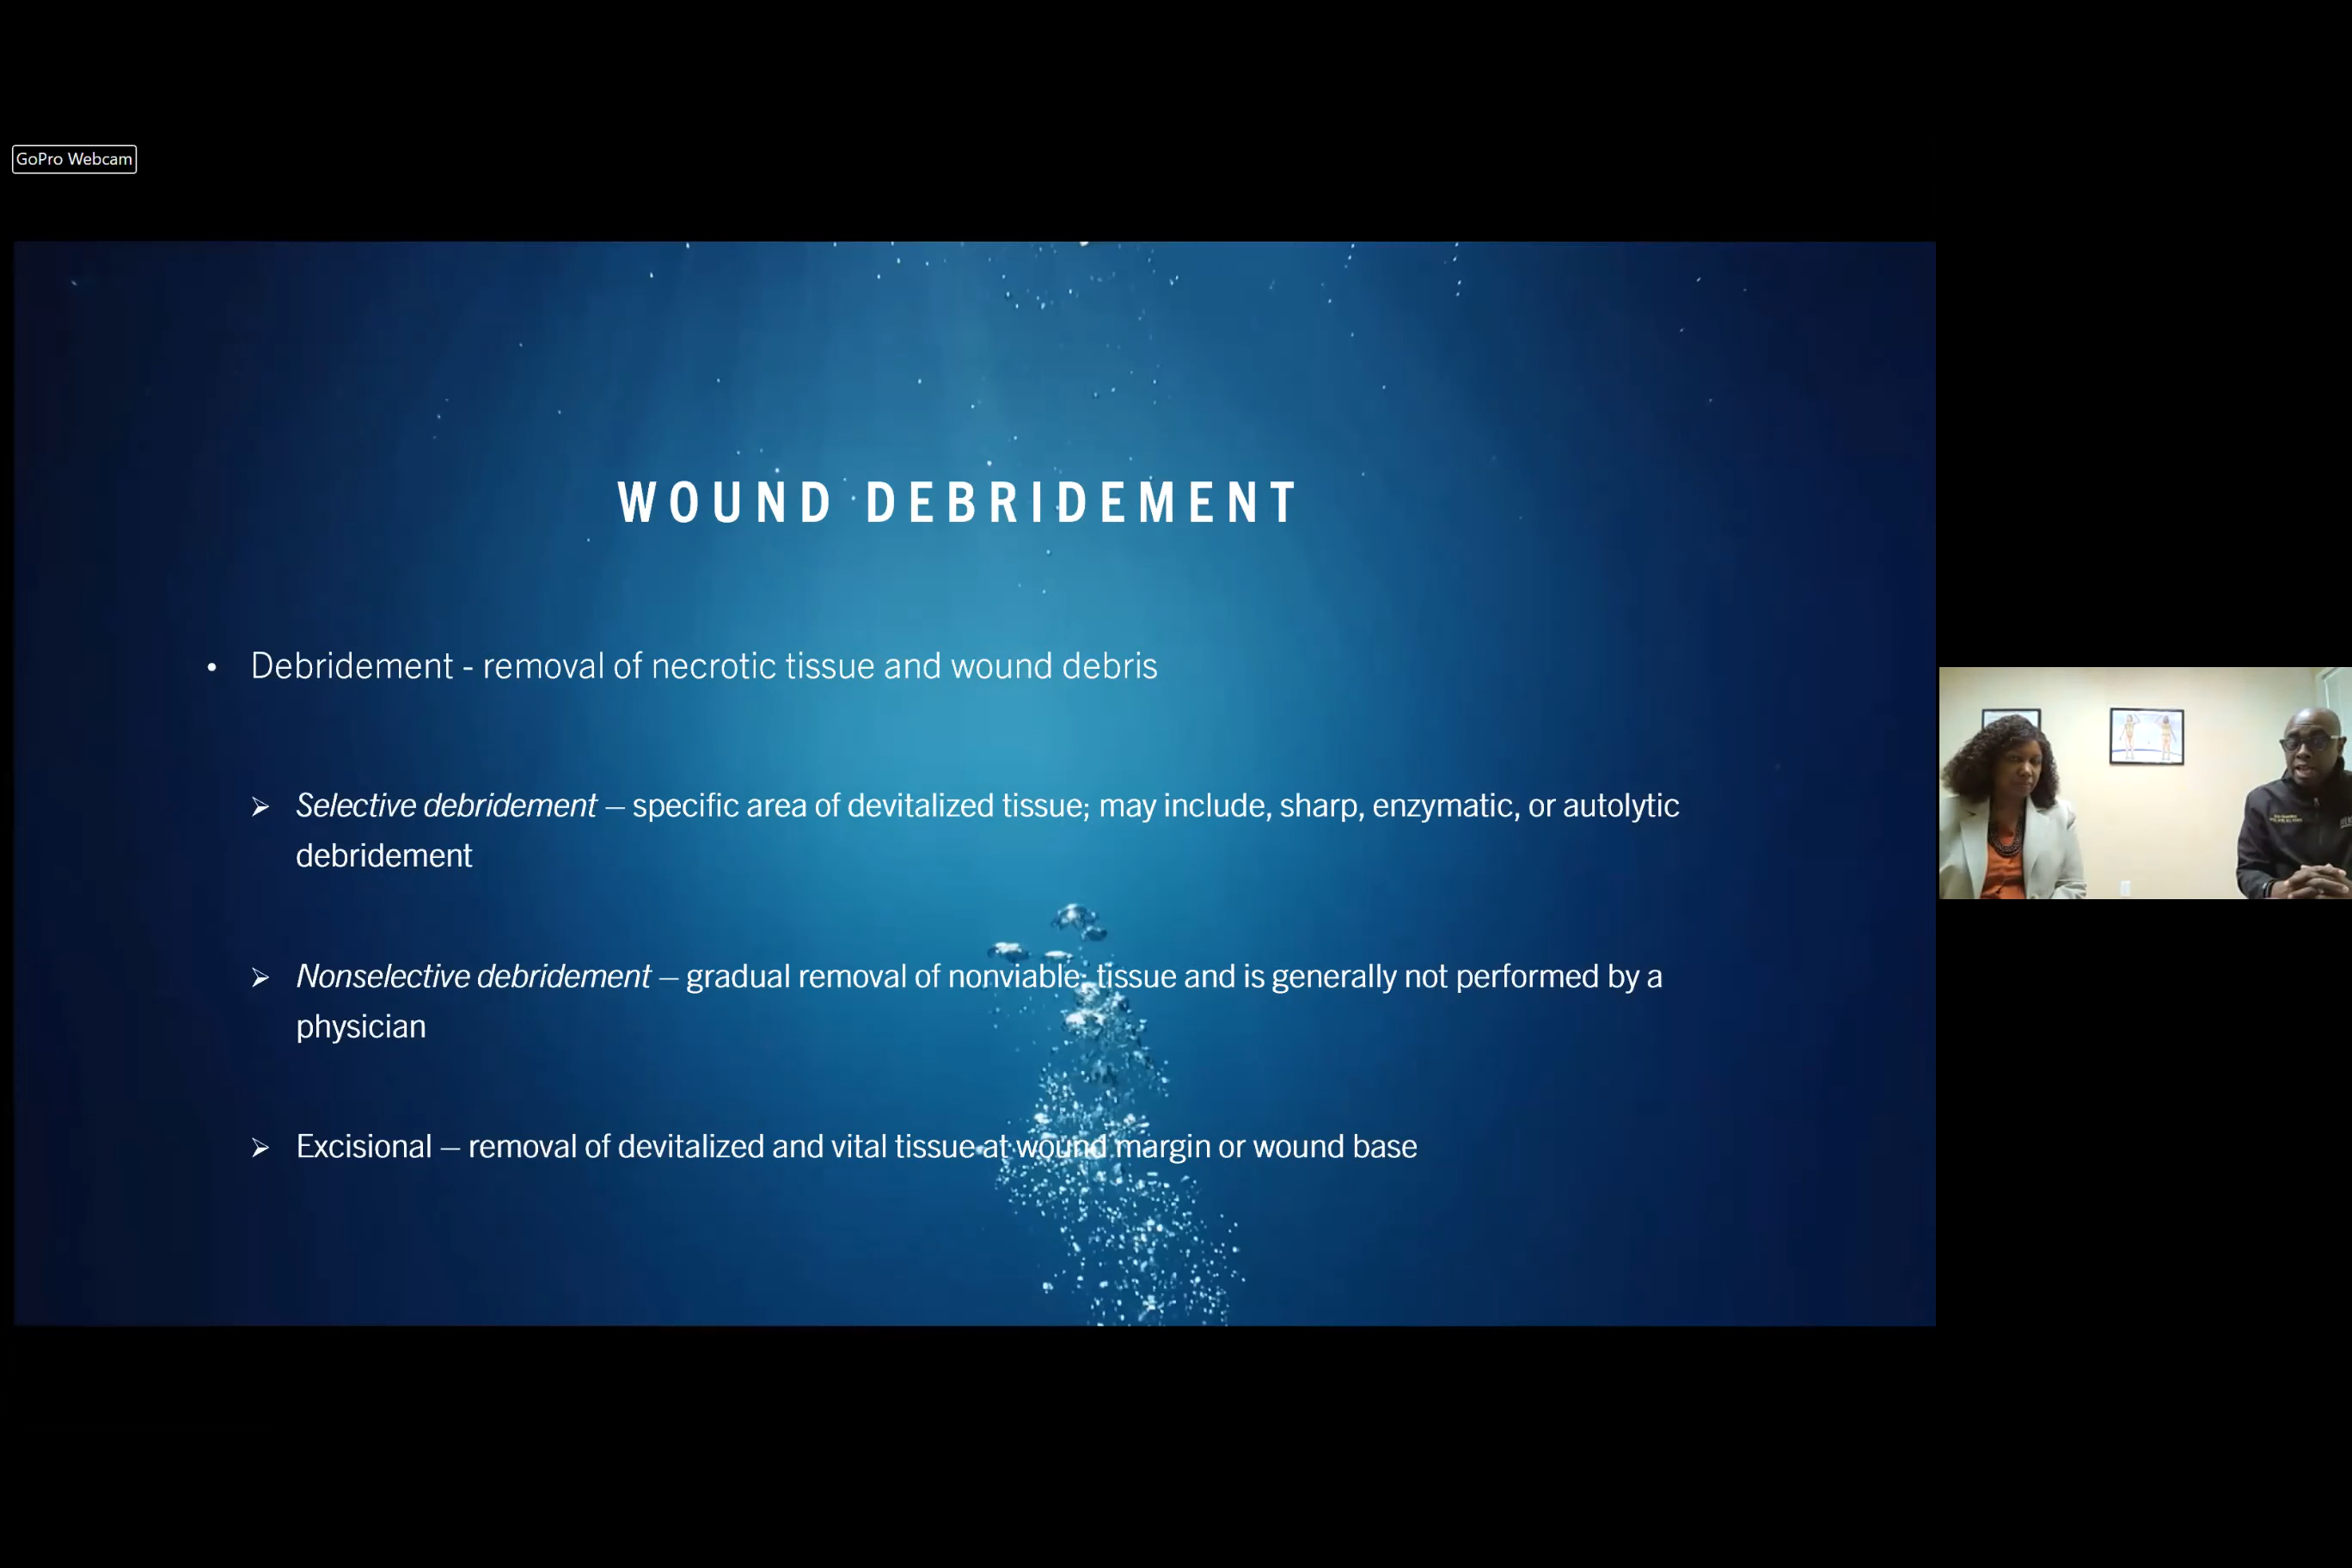 GoPro Webcam
WOUND DEBRIDEMENT
• Debridement - removal of necrotic tissue and wound debris
➢ Selective debridement – specific area of devitalized tissue; may include, sharp, enzymatic, or autolytic
debridement
➢ Nonselective debridement – gradual removal of nonviable; tissue and is generally not performed by a
physician
➢ Excisional – removal of devitalized and vital tissue at wound margin or wound base